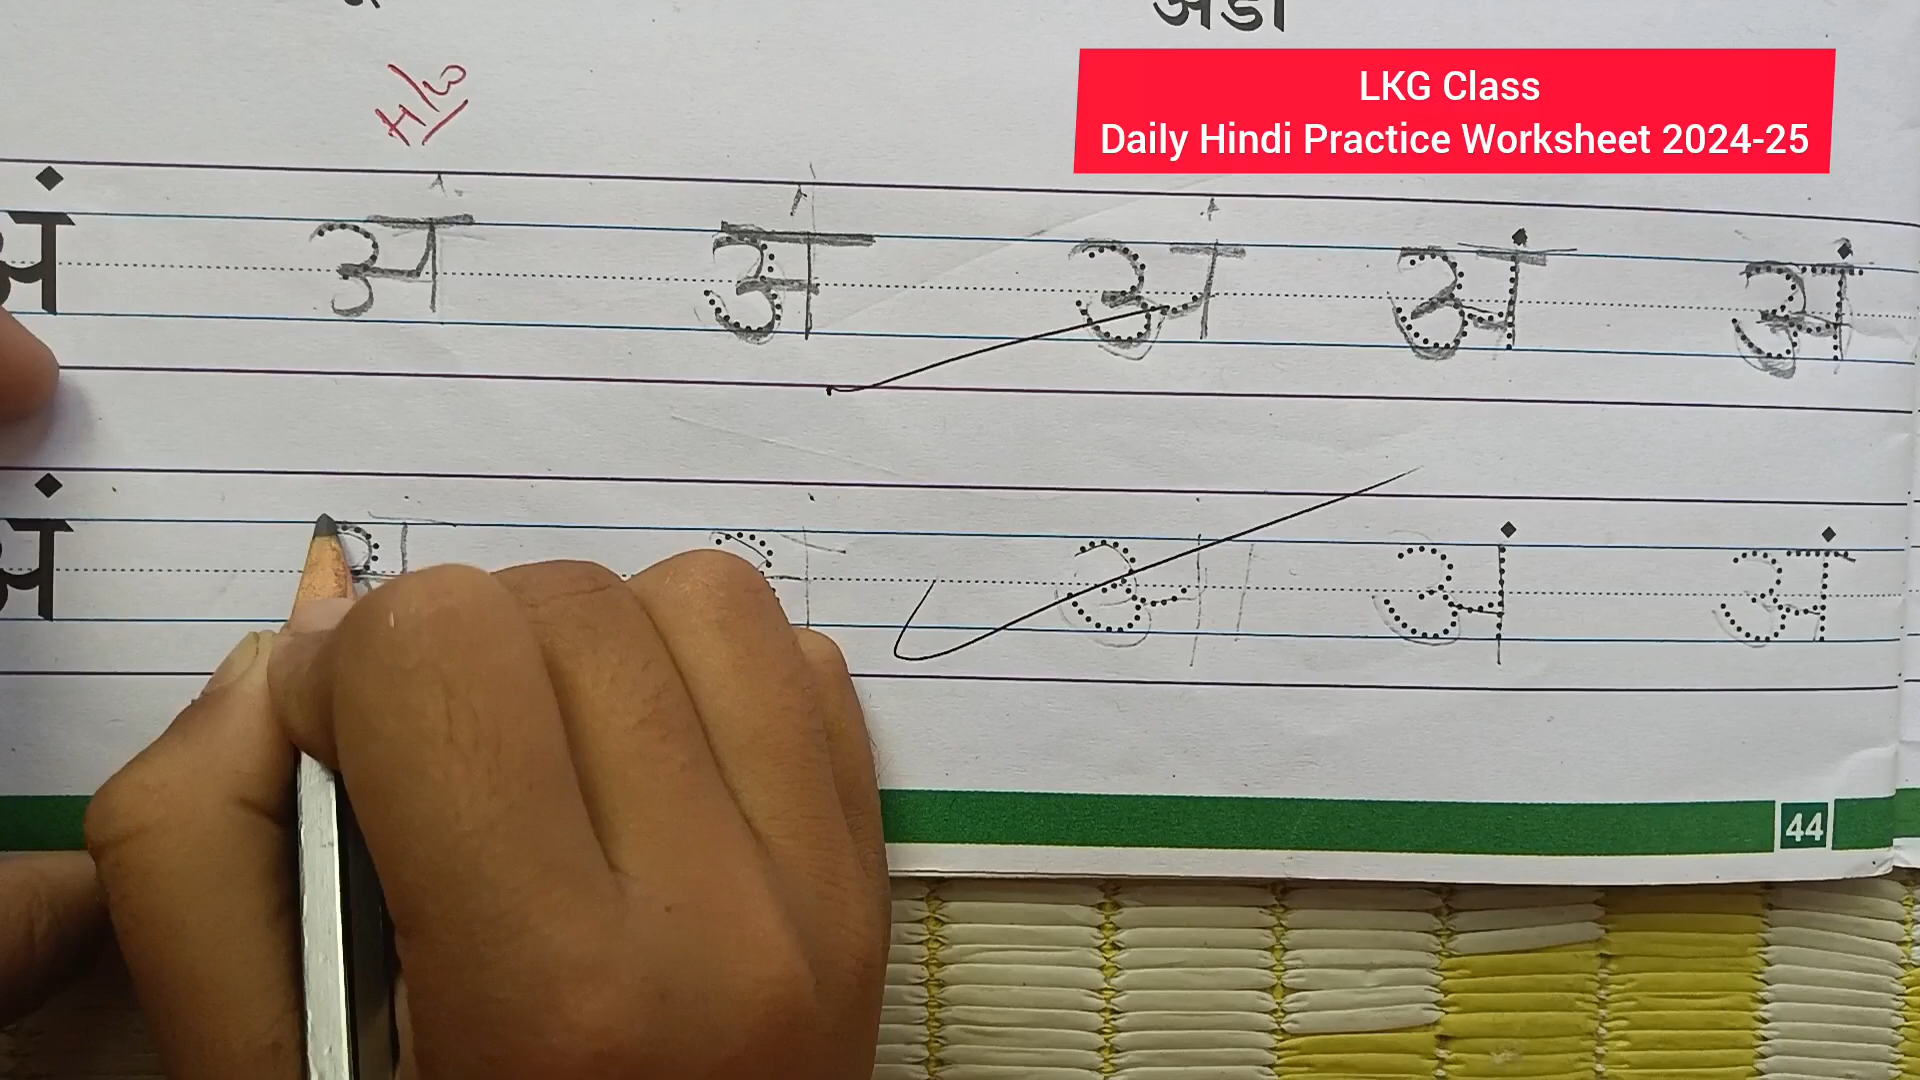 अंडा
LKG Class
Daily Hindi Practice Worksheet 2024-25
H/W
अं अं अं अं अं अं
अं अं अं अं
44